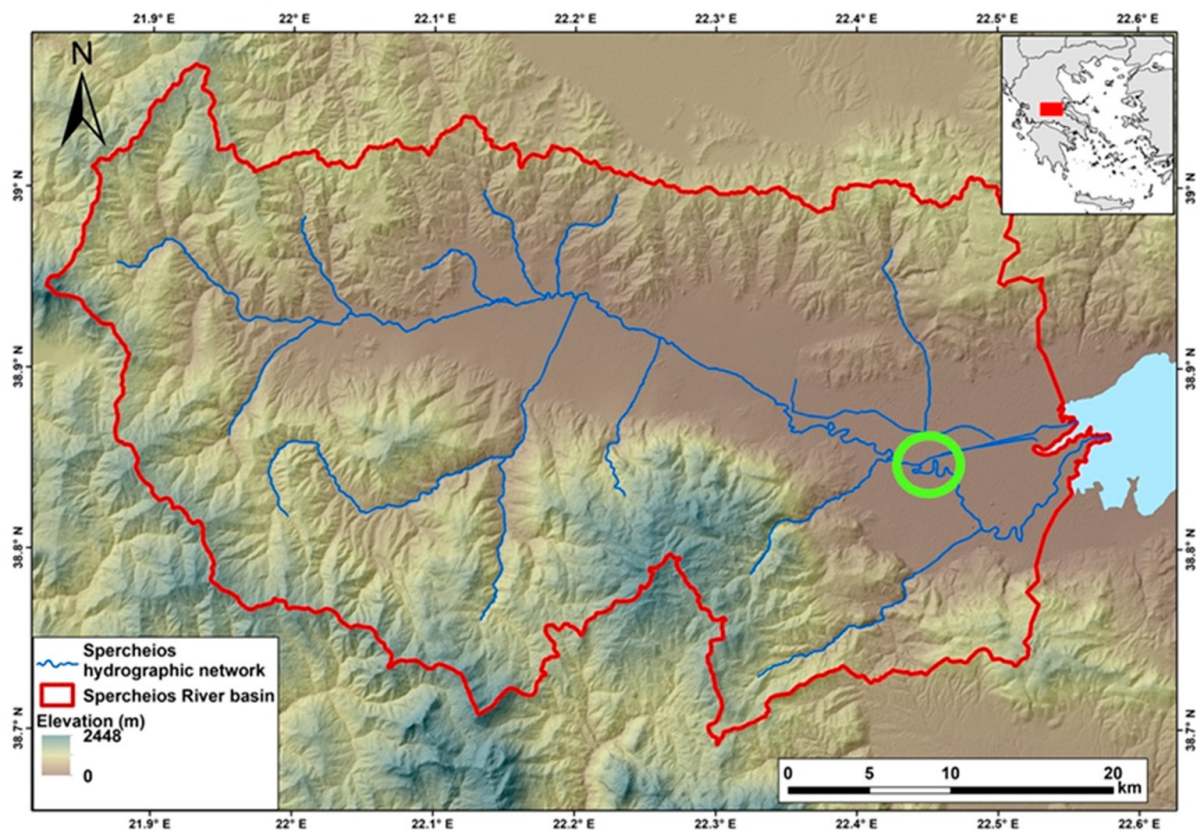 21.9° E 22° E 22.1° E 22.2° E 22.3° E 22.4° E 22.5° E 22.6° E
N
39° N 39° N
38.9° N 38.9° N
38.8° N 38.8° N
38.7° N 38.7° N
Spercheios
hydrographic network
Spercheios River basin
Elevation (m)
2448
0
0 5 10 20
km
21.9° E 22° E 22.1° E 22.2° E 22.3° E 22.4° E 22.5° E 22.6° E